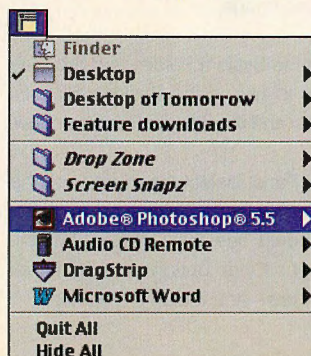 Finder
Desktop
Desktop of Tomorrow
Feature downloads
Drop Zone
Screen Snapz
Adobe® Photoshop® 5.5
Audio CD Remote
DragStrip
Microsoft Word
Quit All
Hide All